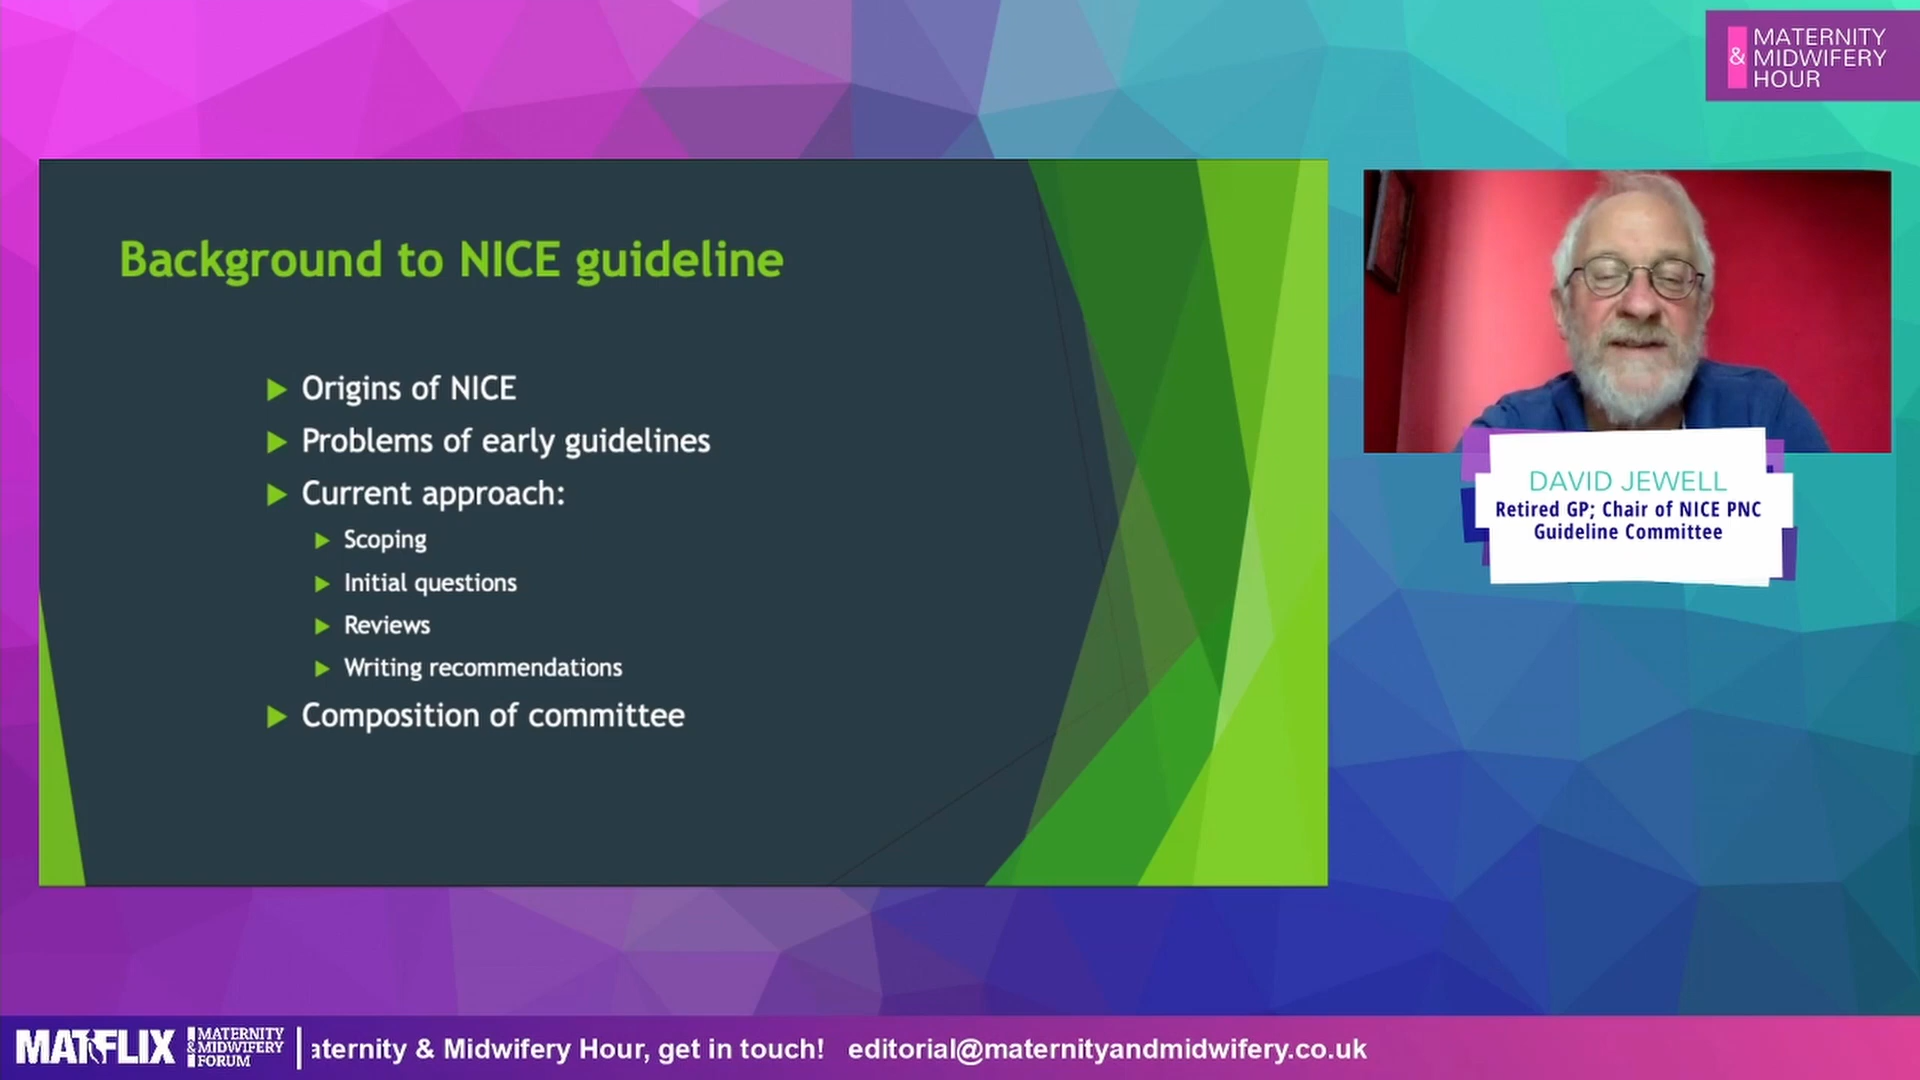 MATERNITY
& MIDWIFERY
HOUR
Background to NICE guideline
Origins of NICE
Problems of early guidelines
Current approach:
Scoping
Initial questions
Reviews
Writing recommendations
Composition of committee
DAVID JEWELL
Retired GP; Chair of NICE PNC
Guideline Committee
MATFLIX
MATERNITY
& MIDWIFERY
FORUM
aternity & Midwifery Hour, get in touch! editorial@maternityandmidwifery.co.uk